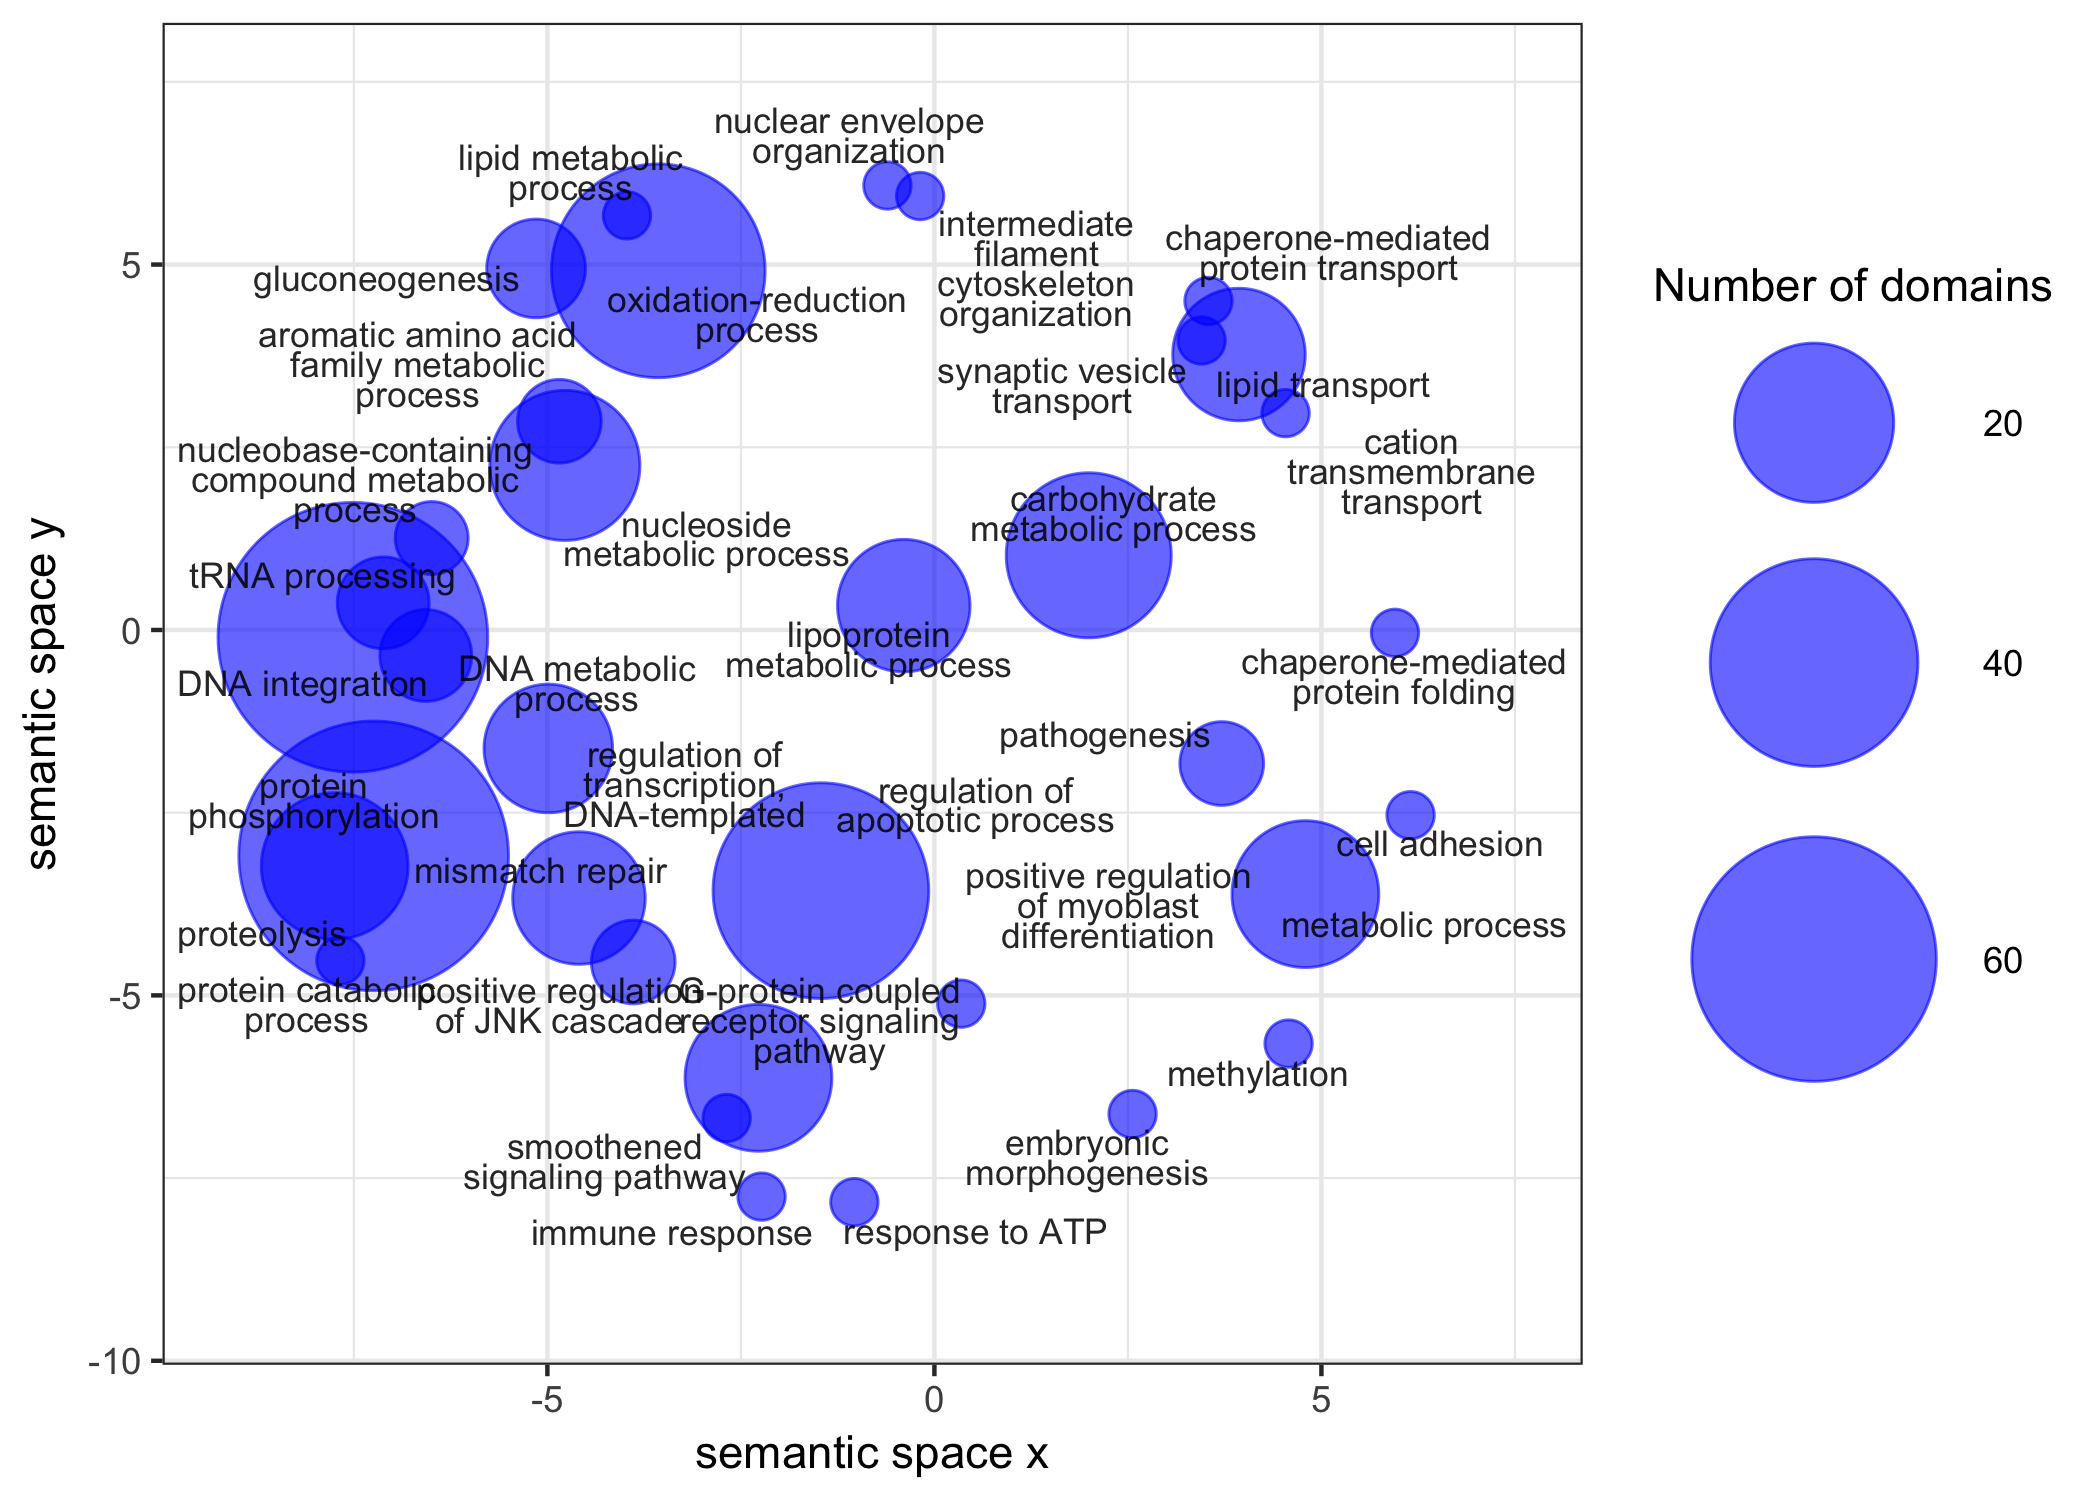 nuclear envelope
organization
lipid metabolic
process
intermediate
filament
cytoskeleton
organization
chaperone-mediated
protein transport
gluconeogenesis
oxidation-reduction
process
aromatic amino acid
family metabolic
process
synaptic vesicle
transport
lipid transport
cation
transmembrane
transport
nucleobase-containing
compound metabolic
process
nucleoside
metabolic process
carbohydrate
metabolic process
tRNA processing
lipoprotein
metabolic process
chaperone-mediated
protein folding
DNA integration
DNA metabolic
process
pathogenesis
regulation of
transcription,
DNA-templated
protein
phosphorylation
regulation of
apoptotic process
cell adhesion
mismatch repair
positive regulation
of myoblast
differentiation
metabolic process
proteolysis
protein catabolic
process
positive regulation
of JNK cascade
G-protein coupled
receptor signaling
pathway
methylation
smoothened
signaling pathway
embryonic
morphogenesis
immune response
response to ATP
5
0
-5
-10
-5
0
5
semantic space x
semantic space y
Number of domains
20
40
60